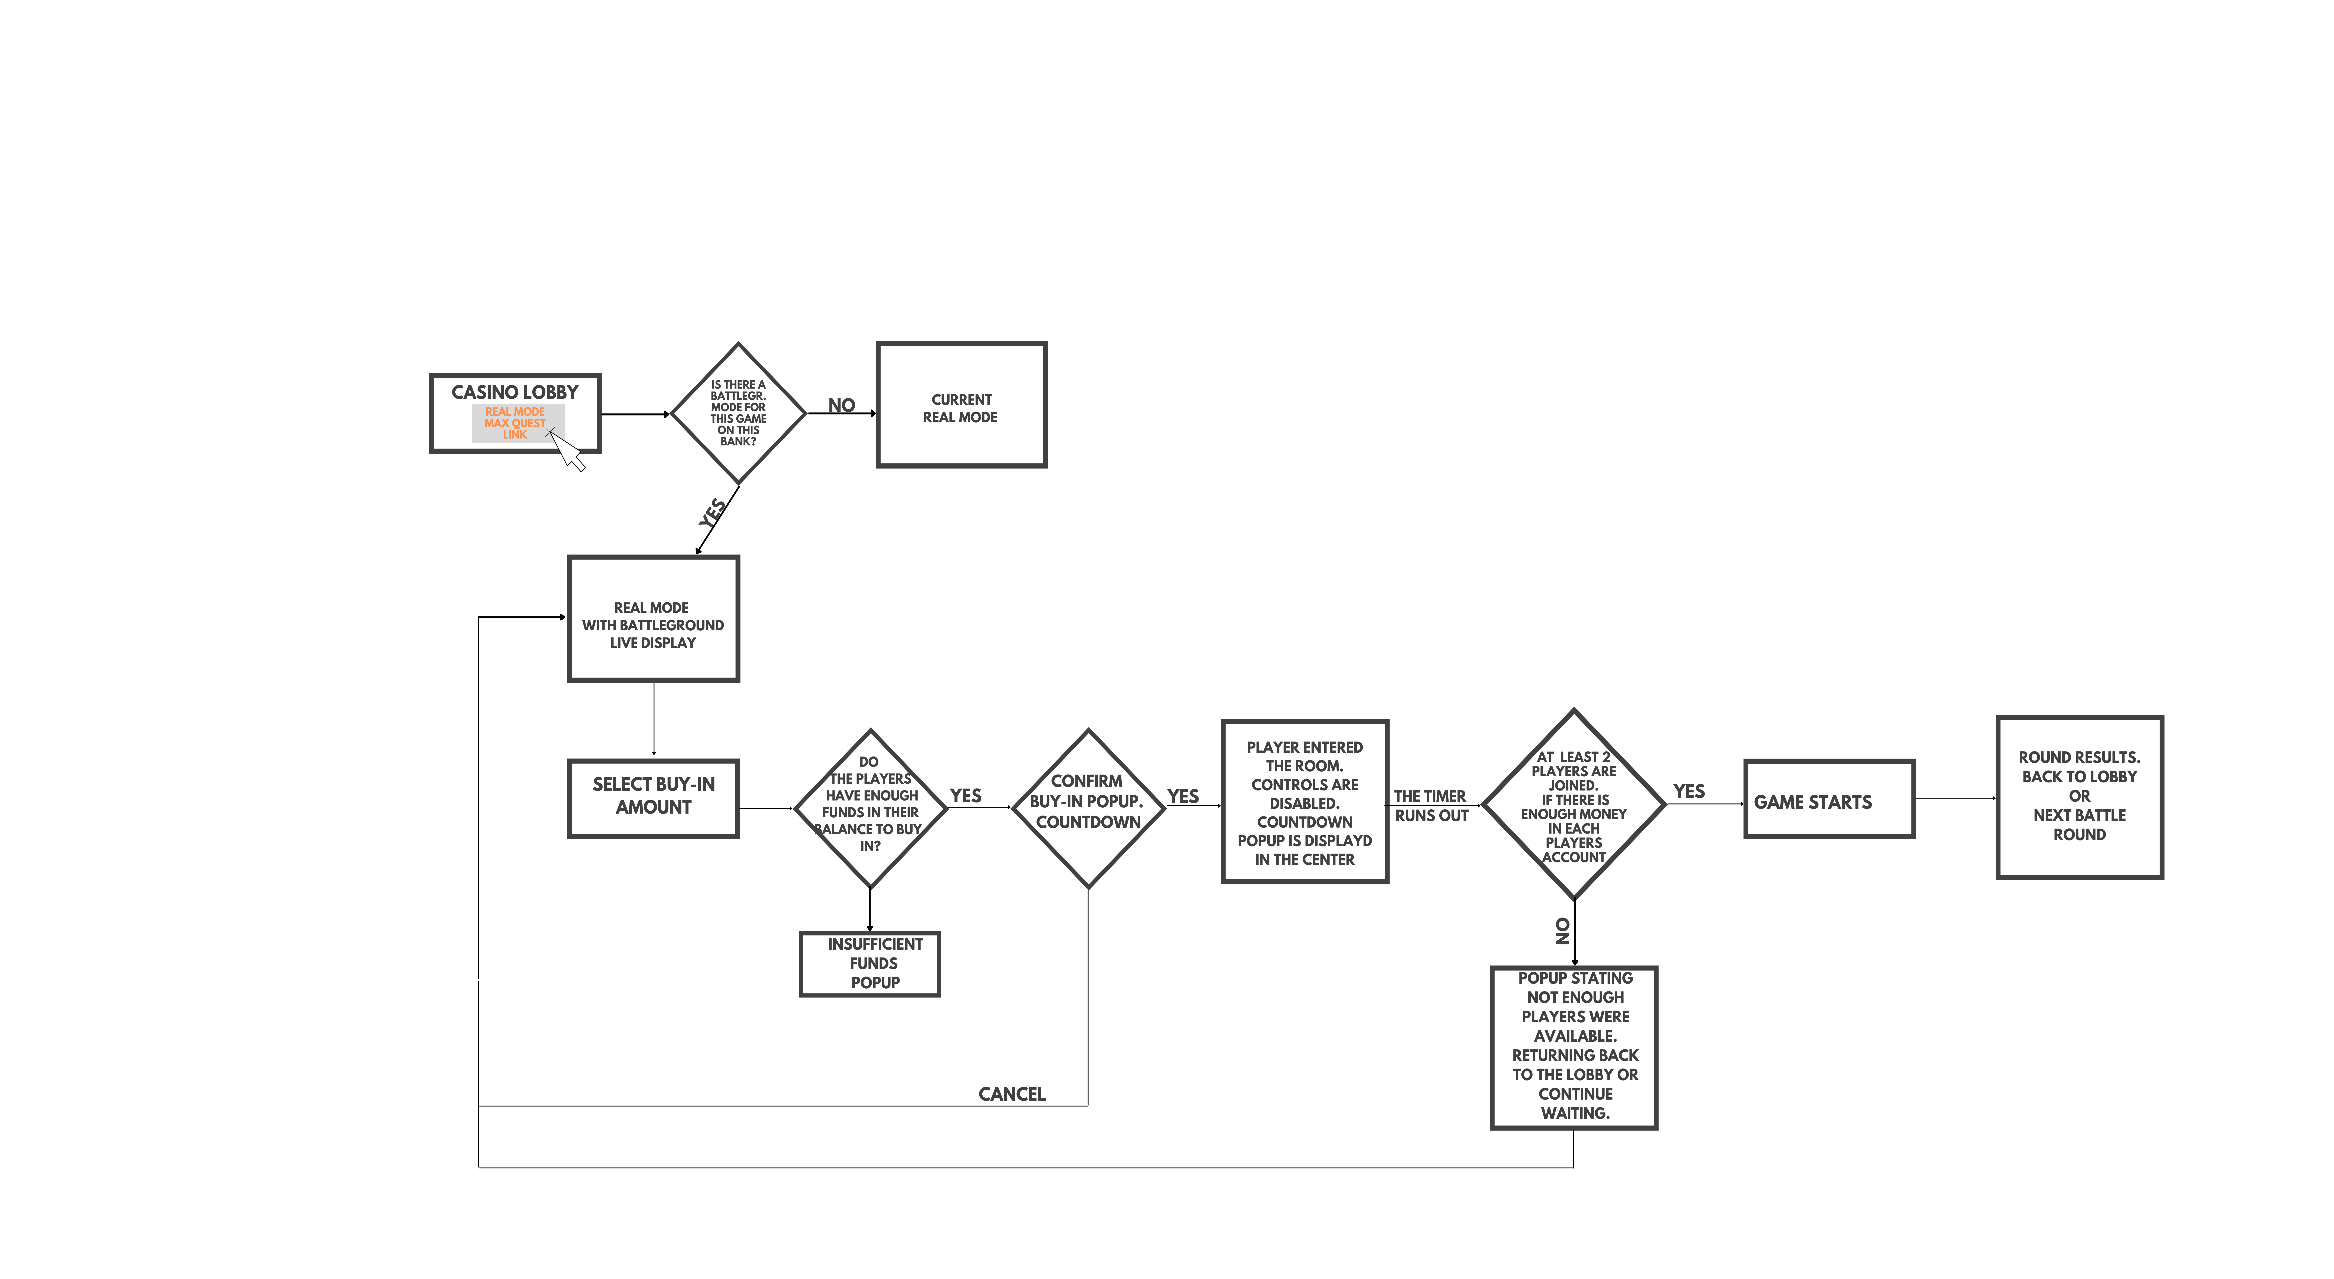 CASINO LOBBY
REAL MODE
MAX QUEST
LINK
IS THERE A
BATTLEGR.
MODE FOR
THIS GAME
ON THIS
BANK?
NO
CURRENT
REAL MODE
YES
REAL MODE
WITH BATTLEGROUND
LIVE DISPLAY
SELECT BUY-IN
AMOUNT
DO
THE PLAYERS
HAVE ENOUGH
FUNDS IN THEIR
BALANCE TO BUY
IN?
YES
INSUFFICIENT
FUNDS
POPUP
CONFIRM
BUY-IN POPUP.
COUNTDOWN
YES
CANCEL
PLAYER ENTERED
THE ROOM.
CONTROLS ARE
DISABLED.
COUNTDOWN
POPUP IS DISPLAYD
IN THE CENTER
THE TIMER
RUNS OUT
AT LEAST 2
PLAYERS ARE
JOINED.
IF THERE IS
ENOUGH MONEY
IN EACH
PLAYERS
ACCOUNT
YES
GAME STARTS
ROUND RESULTS.
BACK TO LOBBY
OR
NEXT BATTLE
ROUND
NO
POPUP STATING
NOT ENOUGH
PLAYERS WERE
AVAILABLE.
RETURNING BACK
TO THE LOBBY OR
CONTINUE
WAITING.